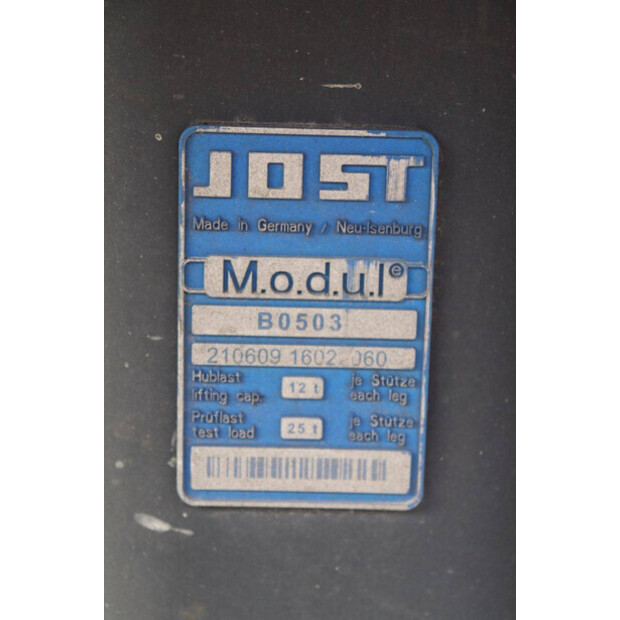 JOST
Made in Germany / Neu-Isenburg
M.o.d.u.l e
B0503
210609 1602 060
Hublast 12 t je Stütze
lifting cap. each leg
Prüflast 25 t je Stütze
test load each leg